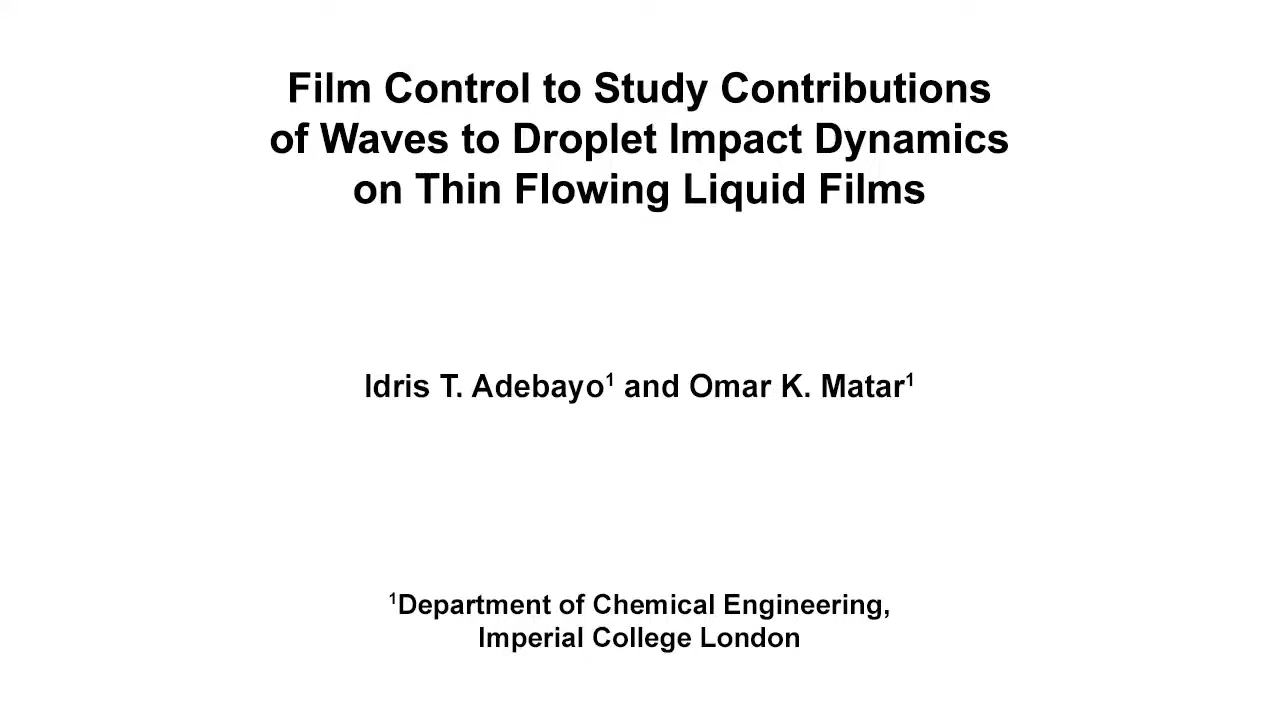 Film Control to Study Contributions
of Waves to Droplet Impact Dynamics
on Thin Flowing Liquid Films
Idris T. Adebayo¹ and Omar K. Matar¹
¹Department of Chemical Engineering,
Imperial College London